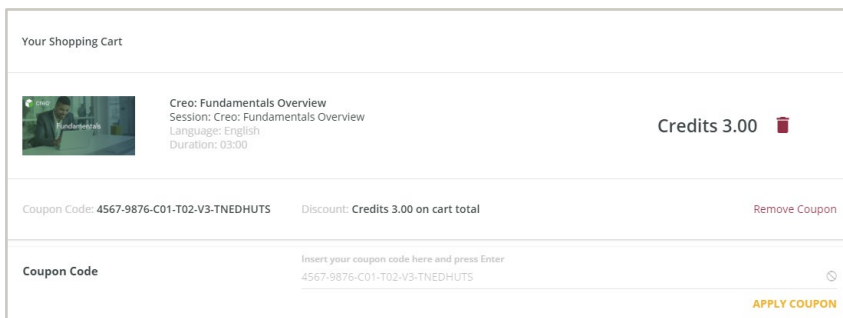 Your Shopping Cart
creo
Fundamentals
Creo: Fundamentals Overview
Session: Creo: Fundamentals Overview
Language: English
Duration: 03:00
Credits 3.00
Coupon Code: 4567-9876-C01-T02-V3-TNEDHUTS Discount: Credits 3.00 on cart total Remove Coupon
Coupon Code
Insert your coupon code here and press Enter
4567-9876-C01-T02-V3-TNEDHUTS
APPLY COUPON